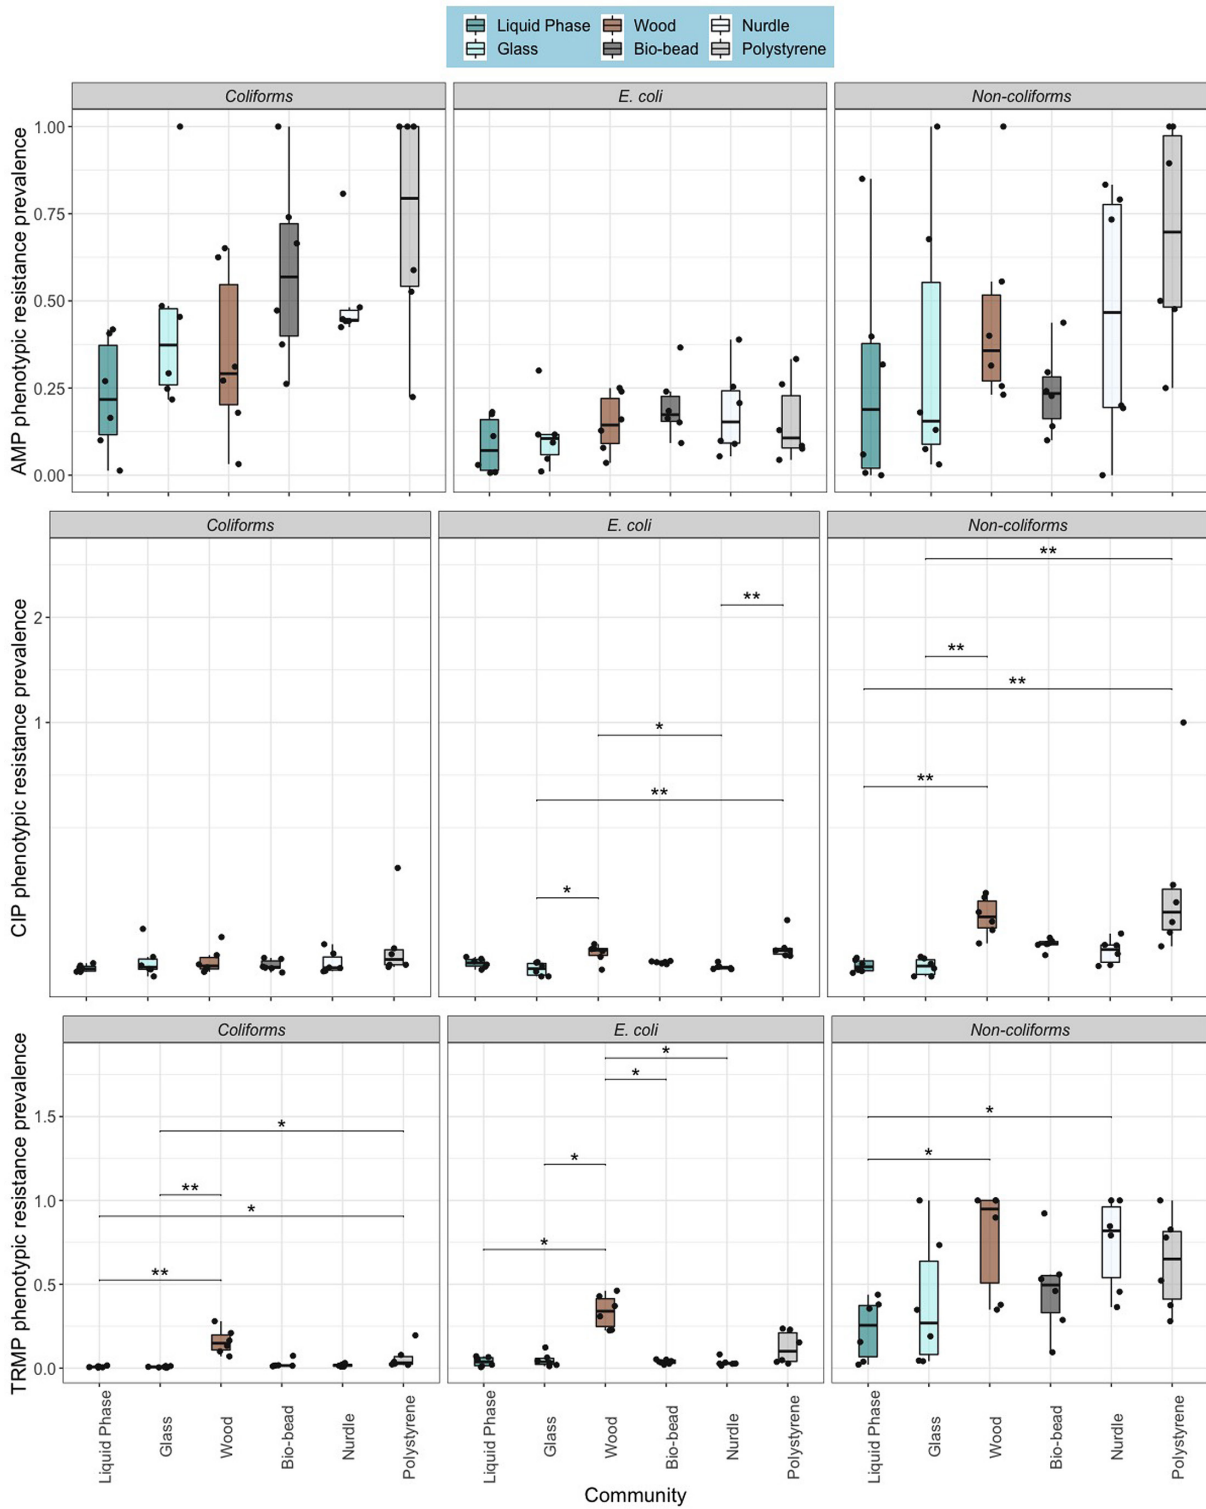 Liquid Phase Wood Nurdle
Glass Bio-bead Polystyrene
Coliforms E. coli Non-coliforms
AMP phenotypic resistance prevalence
1.00
0.75
0.50
0.25
0.00
Coliforms E. coli Non-coliforms
CIP phenotypic resistance prevalence
**
**
2
**
**
1
*
**
**
*
Coliforms E. coli Non-coliforms
TRMP phenotypic resistance prevalence
*
*
1.5
*
*
*
*
**
1.0
*
*
**
0.5
0.0
Liquid Phase Glass Wood Bio-bead Nurdle Polystyrene Liquid Phase Glass Wood Bio-bead Nurdle Polystyrene Liquid Phase Glass Wood Bio-bead Nurdle Polystyrene
Community